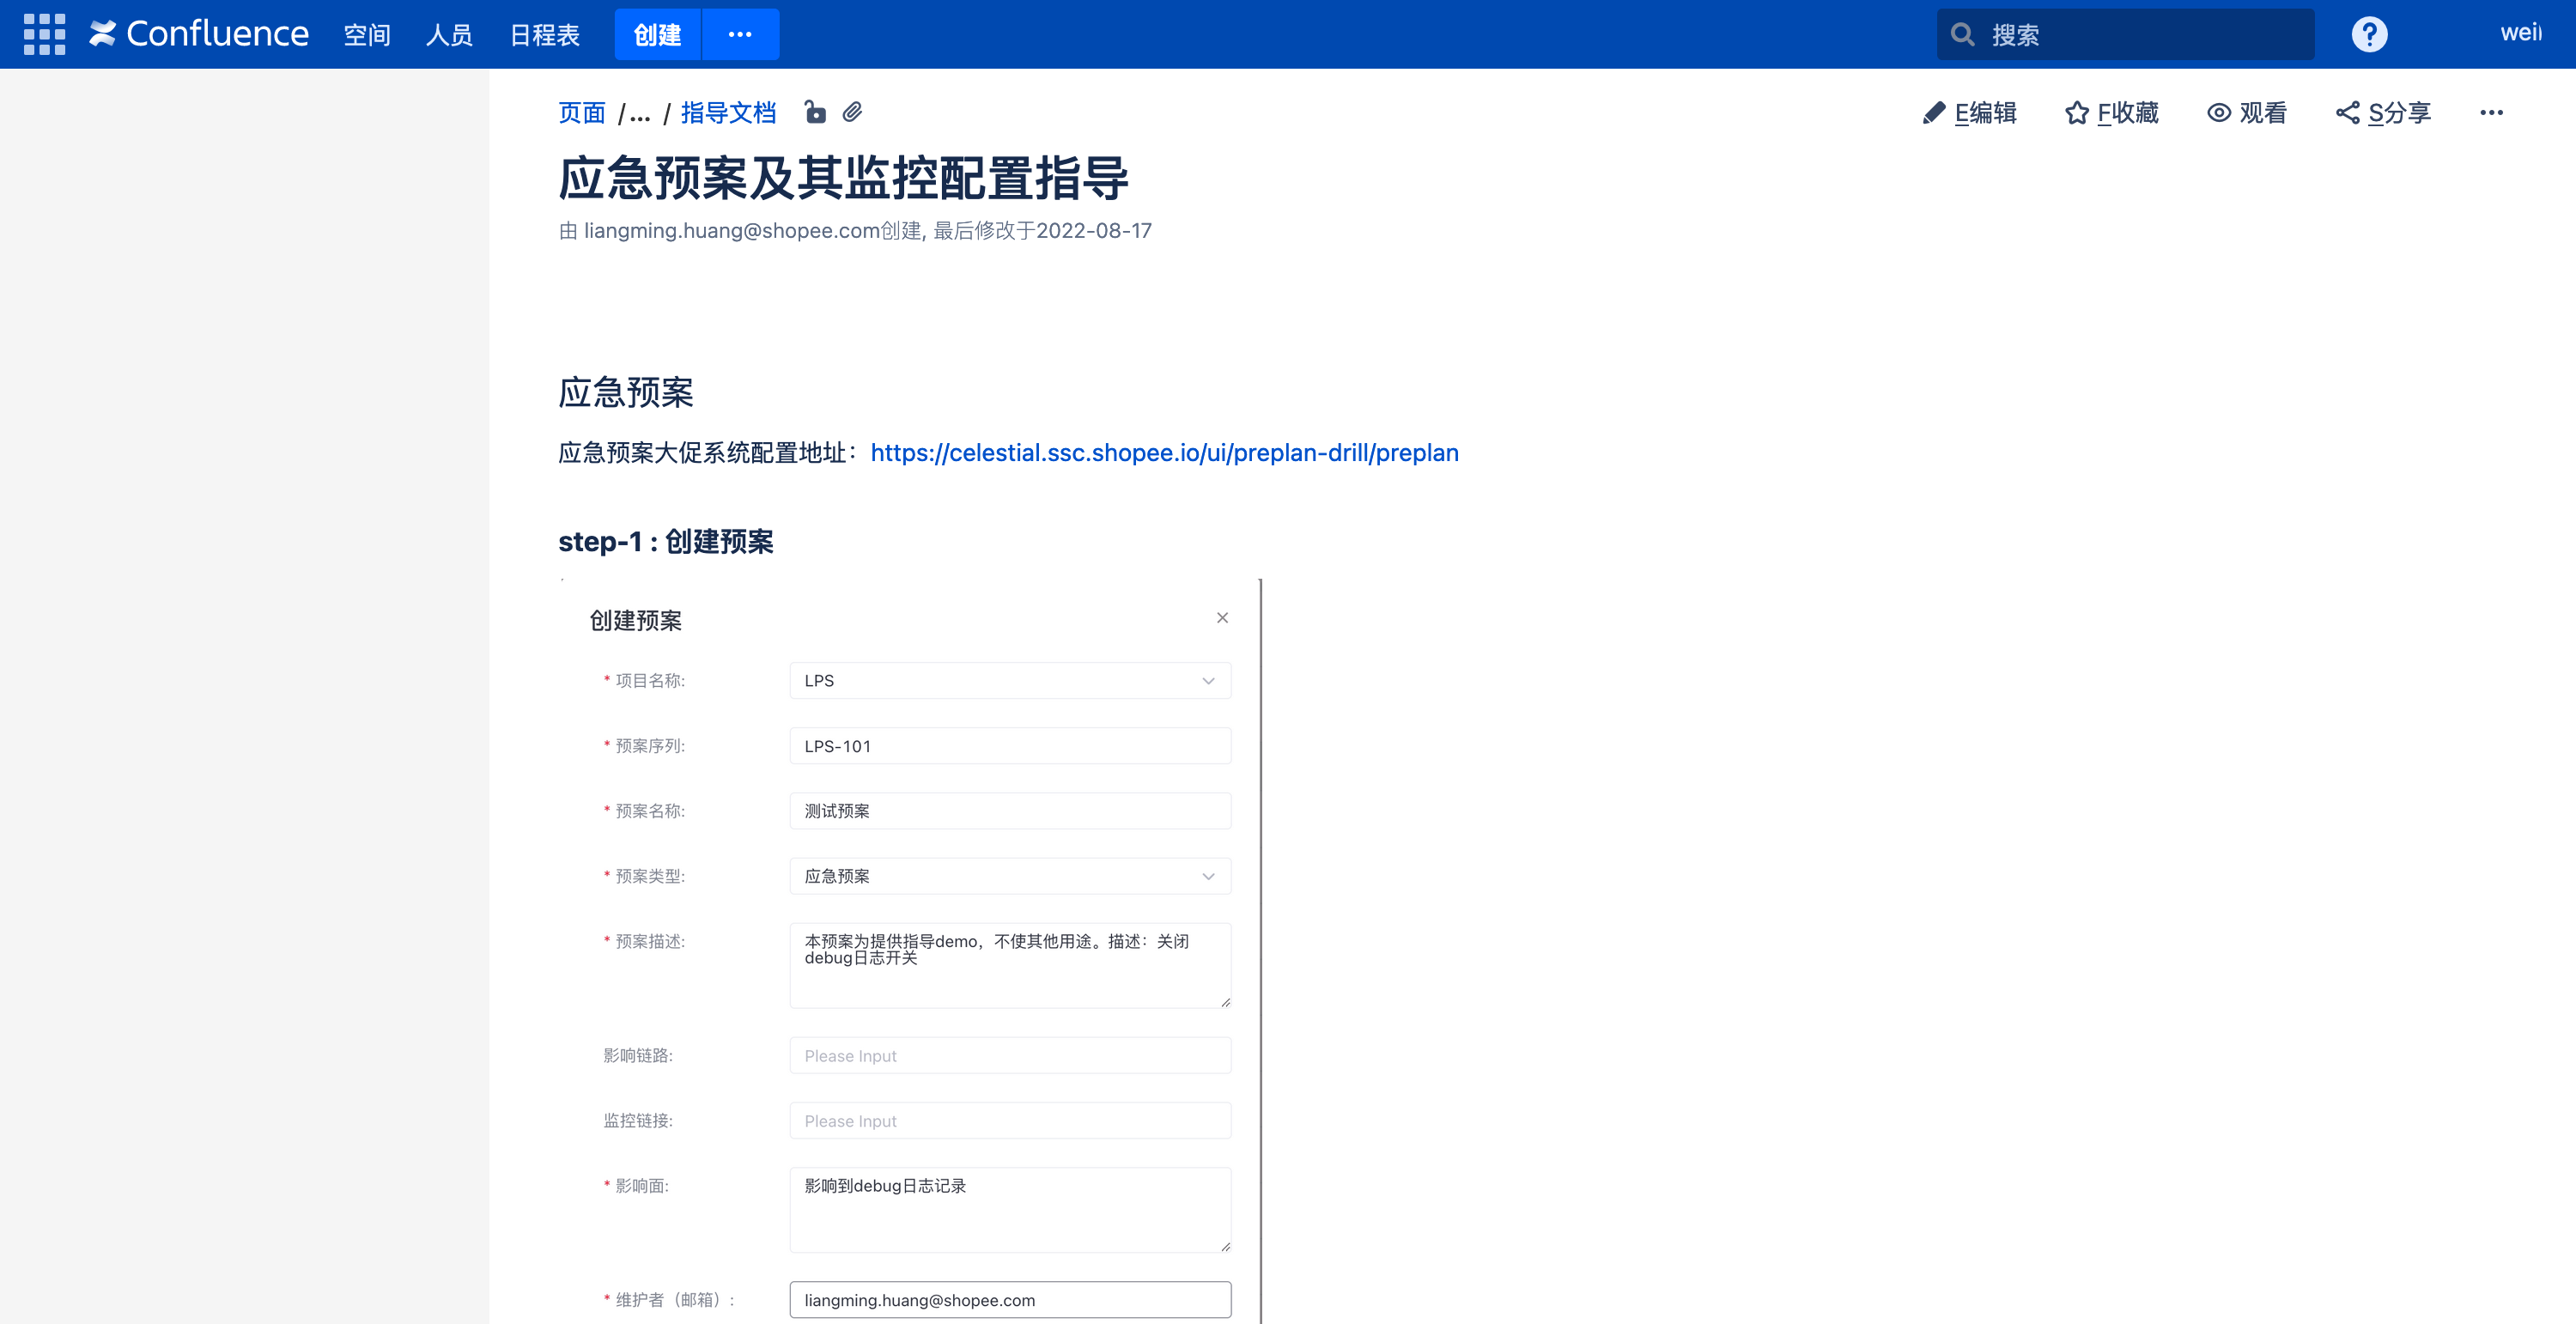 Confluence 空间 人员 日程表 创建 ··· 搜索 ?
页面 /... / 指导文档 E编辑 F收藏 观看 S分享 ···
应急预案及其监控配置指导
由 liangming.huang@shopee.com创建, 最后修改于2022-08-17
应急预案
应急预案大促系统配置地址：https://celestial.ssc.shopee.io/ui/preplan-drill/preplan
step-1 : 创建预案
创建预案 ×
* 项目名称: LPS
* 预案序列: LPS-101
* 预案名称: 测试预案
* 预案类型: 应急预案
* 预案描述: 本预案为提供指导demo，不使其他用途。描述：关闭
debug日志开关
影响链路: Please Input
监控链接: Please Input
* 影响面: 影响到debug日志记录
* 维护者（邮箱）: liangming.huang@shopee.com